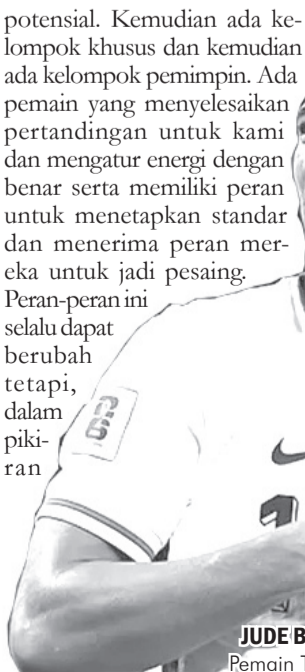 potensial. Kemudian ada ke-
lompok khusus dan kemudian
ada kelompok pemimpin. Ada
pemain yang menyelesaikan
pertandingan untuk kami
dan mengatur energi dengan
benar serta memiliki peran
untuk menetapkan standar
dan menerima peran mer-
eka untuk jadi pesaing.
Peran-peran ini
selalu dapat
berubah
tetapi,
dalam
piki-
ran
26
JUDE B
Pemain T